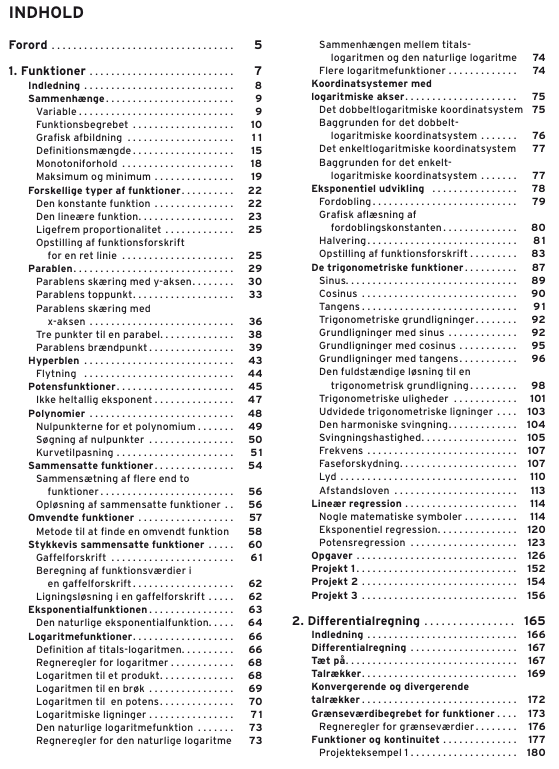 INDHOLD
Forord ................................ 5
1. Funktioner ........................ 7
Indledning ............................ 8
Sammenhænge ........................ 9
Variable ............................. 9
Funktionsbegrebet ................. 10
Grafisk afbildning .................. 11
Definitionsmængde ................. 15
Monotoniforhold .................... 18
Maksimum og minimum ............. 19
Forskellige typer af funktioner ........ 22
Den konstante funktion ............. 22
Den lineære funktion ............... 23
Ligefrem proportionalitet ........... 25
Opstilling af funktionsforskrift
for en ret linie .................... 25
Parablen .............................. 29
Parablens skæring med y-aksen ....... 30
Parablens toppunkt ................. 33
Parablens skæring med
x-aksen .......................... 36
Tre punkter til en parabel ........... 38
Parablens brændpunkt ............... 39
Hyperblen ............................ 43
Flytning ............................ 44
Potensfunktioner ..................... 45
Ikke heltallig eksponent ............. 47
Polynomier ........................... 48
Nulpunkterne for et polynomium ...... 49
Søgning af nulpunkter .............. 50
Kurvetilpasning ..................... 51
Sammensatte funktioner .............. 54
Sammensætning af flere end to
funktioner ........................ 56
Opløsning af sammensatte funktioner .. 56
Omvendte funktioner ................. 57
Metode til at finde en omvendt funktion 58
Stykkevis sammensatte funktioner ..... 60
Gaffelforskrift ...................... 61
Beregning af funktionsværdier i
en gaffelforskrift .................. 62
Ligningsløsning i en gaffelforskrift ..... 62
Eksponentialfunktionen ............... 63
Den naturlige eksponentialfunktion ..... 64
Logaritmefunktioner .................. 66
Definition af titals-logaritmen ......... 66
Regneregler for logaritmer ........... 68
Logaritmen til et produkt ............ 68
Logaritmen til en brøk .............. 69
Logaritmen til en potens ............. 70
Logaritmiske ligninger .............. 71
Den naturlige logaritmefunktion ....... 73
Regneregler for den naturlige logaritme 73
Sammenhængen mellem titals-
logaritmen og den naturlige logaritme 74
Flere logaritmefunktioner ............ 74
Koordinatsystemer med
logaritmiske akser .................... 75
Det dobbeltlogaritmiske koordinatsystem 75
Baggrunden for det dobbelt-
logaritmiske koordinatsystem ....... 76
Det enkeltlogaritmiske koordinatsystem 77
Baggrunden for det enkelt-
logaritmiske koordinatsystem ....... 77
Eksponentiel udvikling ............... 78
Fordobling .......................... 79
Grafisk aflæsning af
fordoblingskonstanten .............. 80
Halvering ........................... 81
Opstilling af funktionsforskrift ........ 83
De trigonometriske funktioner ......... 87
Sinus ............................... 89
Cosinus ............................ 90
Tangens ............................ 91
Trigonometriske grundligninger ....... 92
Grundligninger med sinus ........... 92
Grundligninger med cosinus ......... 95
Grundligninger med tangens .......... 96
Den fuldstændige løsning til en
trigonometrisk grundligning ......... 98
Trigonometriske uligheder ........... 101
Udvidede trigonometriske ligninger .... 103
Den harmoniske svingning ............ 104
Svingningshastighed ................. 105
Frekvens ........................... 107
Faseforskydning ..................... 107
Lyd ................................ 110
Afstandsloven ...................... 113
Lineær regression .................... 114
Nogle matematiske symboler ......... 114
Eksponentiel regression .............. 120
Potensregression ................... 123
Opgaver .............................. 126
Projekt 1 ............................. 152
Projekt 2 ............................. 154
Projekt 3 ............................. 156
2. Differentialregning ................ 165
Indledning ........................... 166
Differentialregning ................... 167
Tæt på ............................... 167
Talrækker ............................ 169
Konvergerende og divergerende
talrækker ............................ 172
Grænseværdibegrebet for funktioner .... 173
Regneregler for grænseværdier ........ 176
Funktioner og kontinuitet ............. 177
Projekteksempel 1 ................... 180